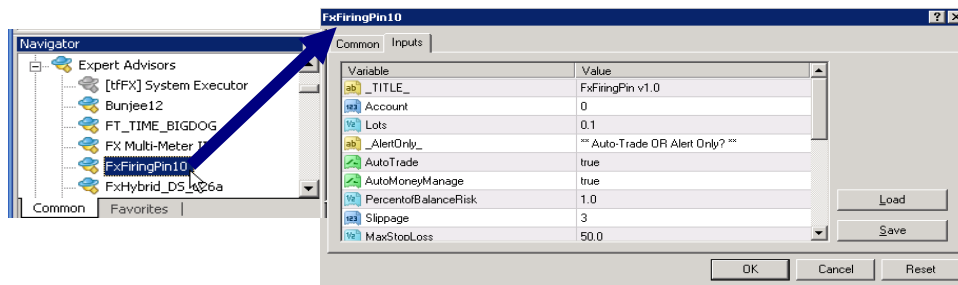 Navigator
Expert Advisors
[tfFX] System Executor
Bunjee12
FT_TIME_BIGDOG
FX Multi-Meter
FxFiringPin10
FxHybrid_DS_
Common Favorites
FxFiringPin10
Common Inputs
Variable Value
_TITLE_ FxFiringPin v1.0
Account 0
Lots 0.1
_AlertOnly_ ** Auto-Trade OR Alert Only? **
AutoTrade true
AutoMoneyManage true
PercentofBalanceRisk 1.0
Slippage 3
MaxStopLoss 50.0
Load
Save
OK Cancel Reset